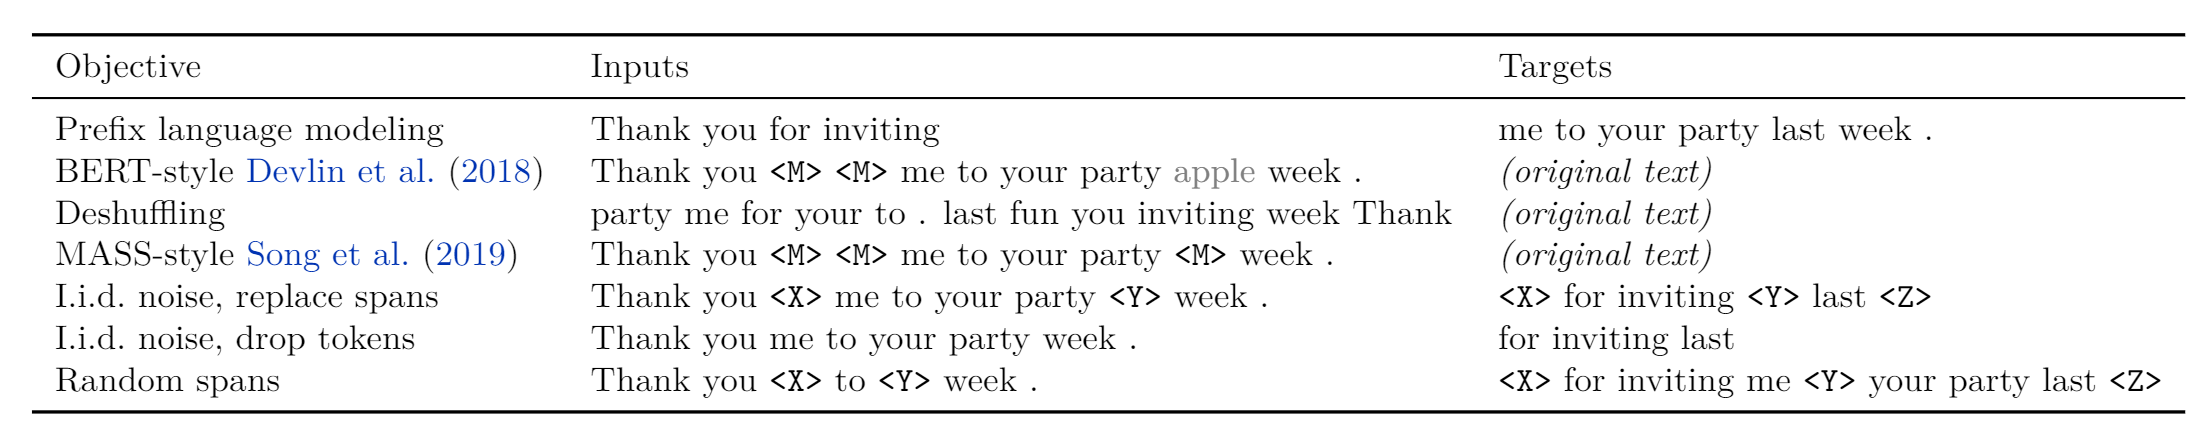 Objective Inputs Targets
Prefix language modeling Thank you for inviting me to your party last week .
BERT-style Devlin et al. (2018) Thank you <M> <M> me to your party apple week . (original text)
Deshuffling party me for your to . last fun you inviting week Thank (original text)
MASS-style Song et al. (2019) Thank you <M> <M> me to your party <M> week . (original text)
I.i.d. noise, replace spans Thank you <X> me to your party <Y> week . <X> for inviting <Y> last <Z>
I.i.d. noise, drop tokens Thank you me to your party week . for inviting last
Random spans Thank you <X> to <Y> week . <X> for inviting me <Y> your party last <Z>